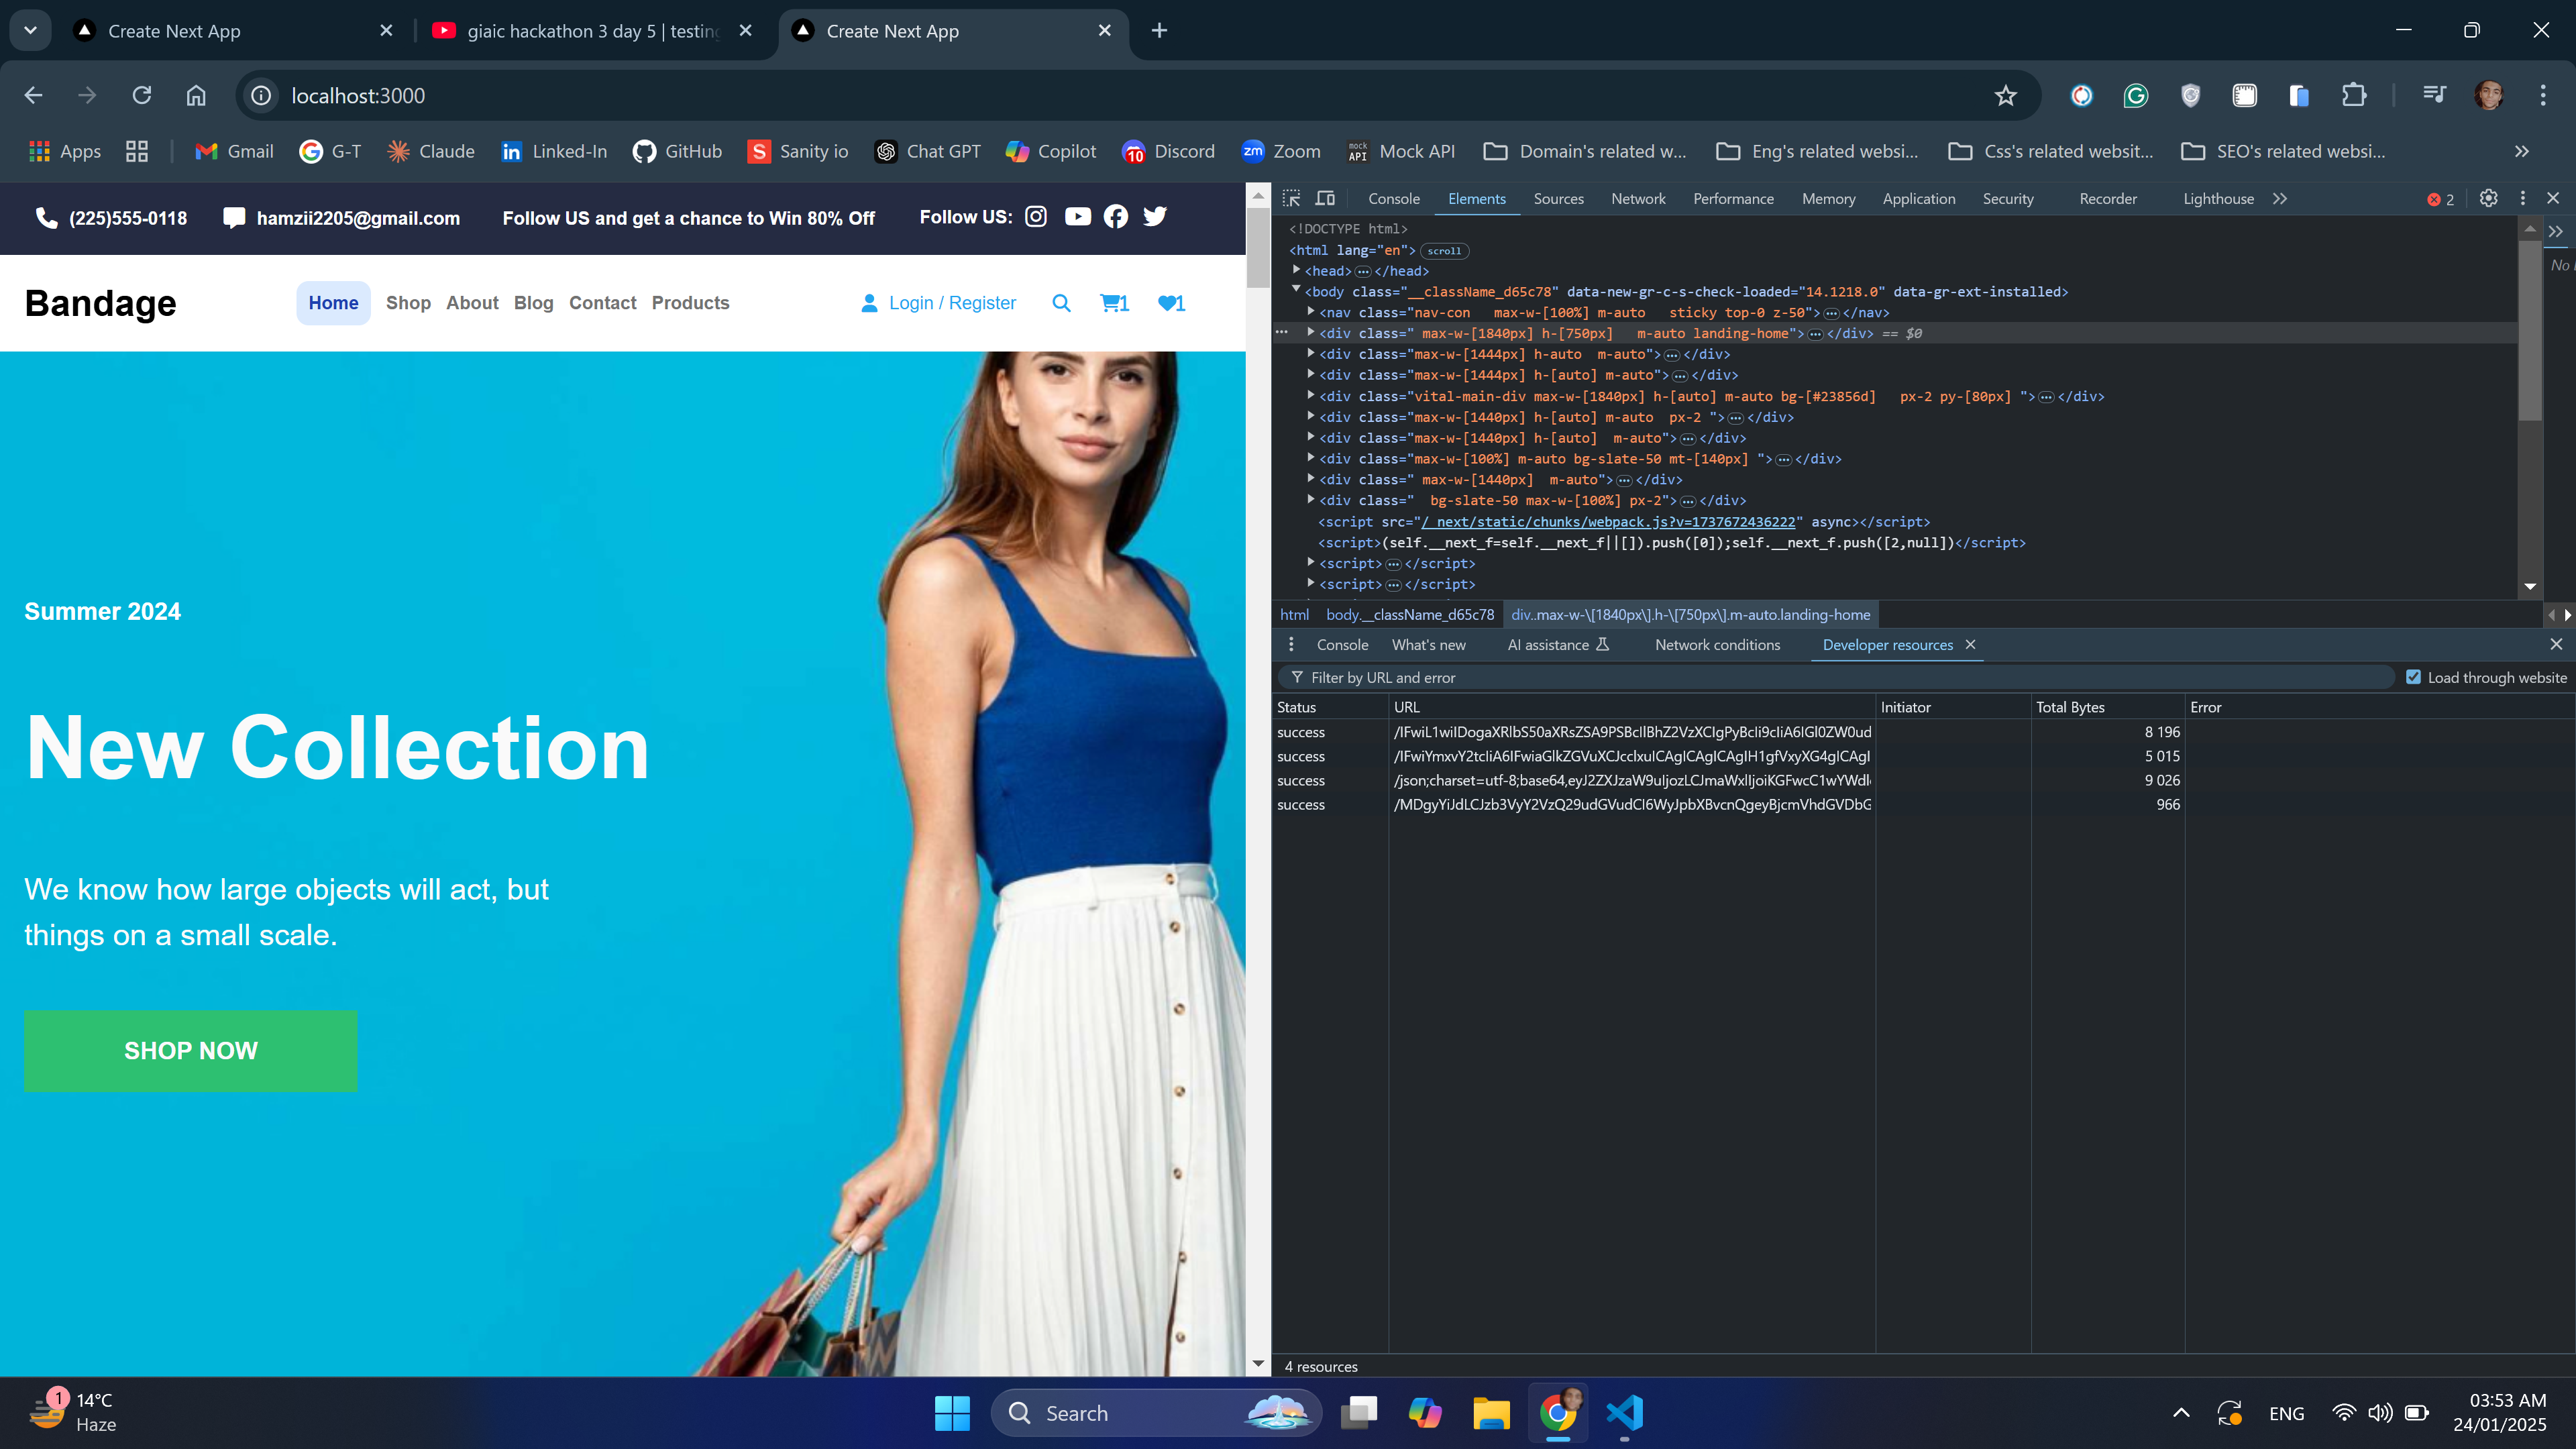 Create Next App
giaic hackathon 3 day 5 | testing
Create Next App
localhost:3000
Apps
Gmail
G-T
Claude
Linked-In
GitHub
Sanity io
Chat GPT
10
Copilot
Discord
zm
Zoom
mock API
Mock API
Domain's related w...
Eng's related websi...
Css's related websit...
SEO's related websi...
(225)555-0118
hamzii2205@gmail.com
Follow US and get a chance to Win 80% Off
Follow US:
Bandage
Home
Shop
About
Blog
Contact
Products
Login / Register
1
1
Summer 2024
New Collection
We know how large objects will act, but
things on a small scale.
SHOP NOW
Console
Elements
Sources
Network
Performance
Memory
Application
Security
Recorder
Lighthouse
2
<!DOCTYPE html>
<html lang="en"> scroll
<head>…</head>
<body class="__className_d65c78" data-new-gr-c-s-check-loaded="14.1218.0" data-gr-ext-installed>
<nav class="nav-con   max-w-[100%] m-auto   sticky top-0 z-50">…</nav>
<div class=" max-w-[1840px] h-[750px]   m-auto landing-home">…</div> == $0
<div class="max-w-[1444px] h-auto  m-auto">…</div>
<div class="max-w-[1444px] h-[auto] m-auto">…</div>
<div class="vital-main-div max-w-[1840px] h-[auto] m-auto bg-[#23856d]   px-2 py-[80px] ">…</div>
<div class="max-w-[1440px] h-[auto] m-auto  px-2 ">…</div>
<div class="max-w-[1440px] h-[auto]  m-auto">…</div>
<div class="max-w-[100%] m-auto bg-slate-50 mt-[140px] ">…</div>
<div class=" max-w-[1440px]  m-auto">…</div>
<div class="  bg-slate-50 max-w-[100%] px-2">…</div>
<script src="/_next/static/chunks/webpack.js?v=1737672436222" async></script>
<script>(self.__next_f=self.__next_f||[]).push([0]);self.__next_f.push([2,null])</script>
<script>…</script>
<script>…</script>
No
html
body.__className_d65c78
div..max-w-\[1840px\].h-\[750px\].m-auto.landing-home
Console
What's new
AI assistance
Network conditions
Developer resources
Filter by URL and error
Load through website
Status
URL
Initiator
Total Bytes
Error
success
8 196
success
5 015
success
9 026
success
966
4 resources
1
14°C
Haze
Search
ENG
03:53 AM
24/01/2025